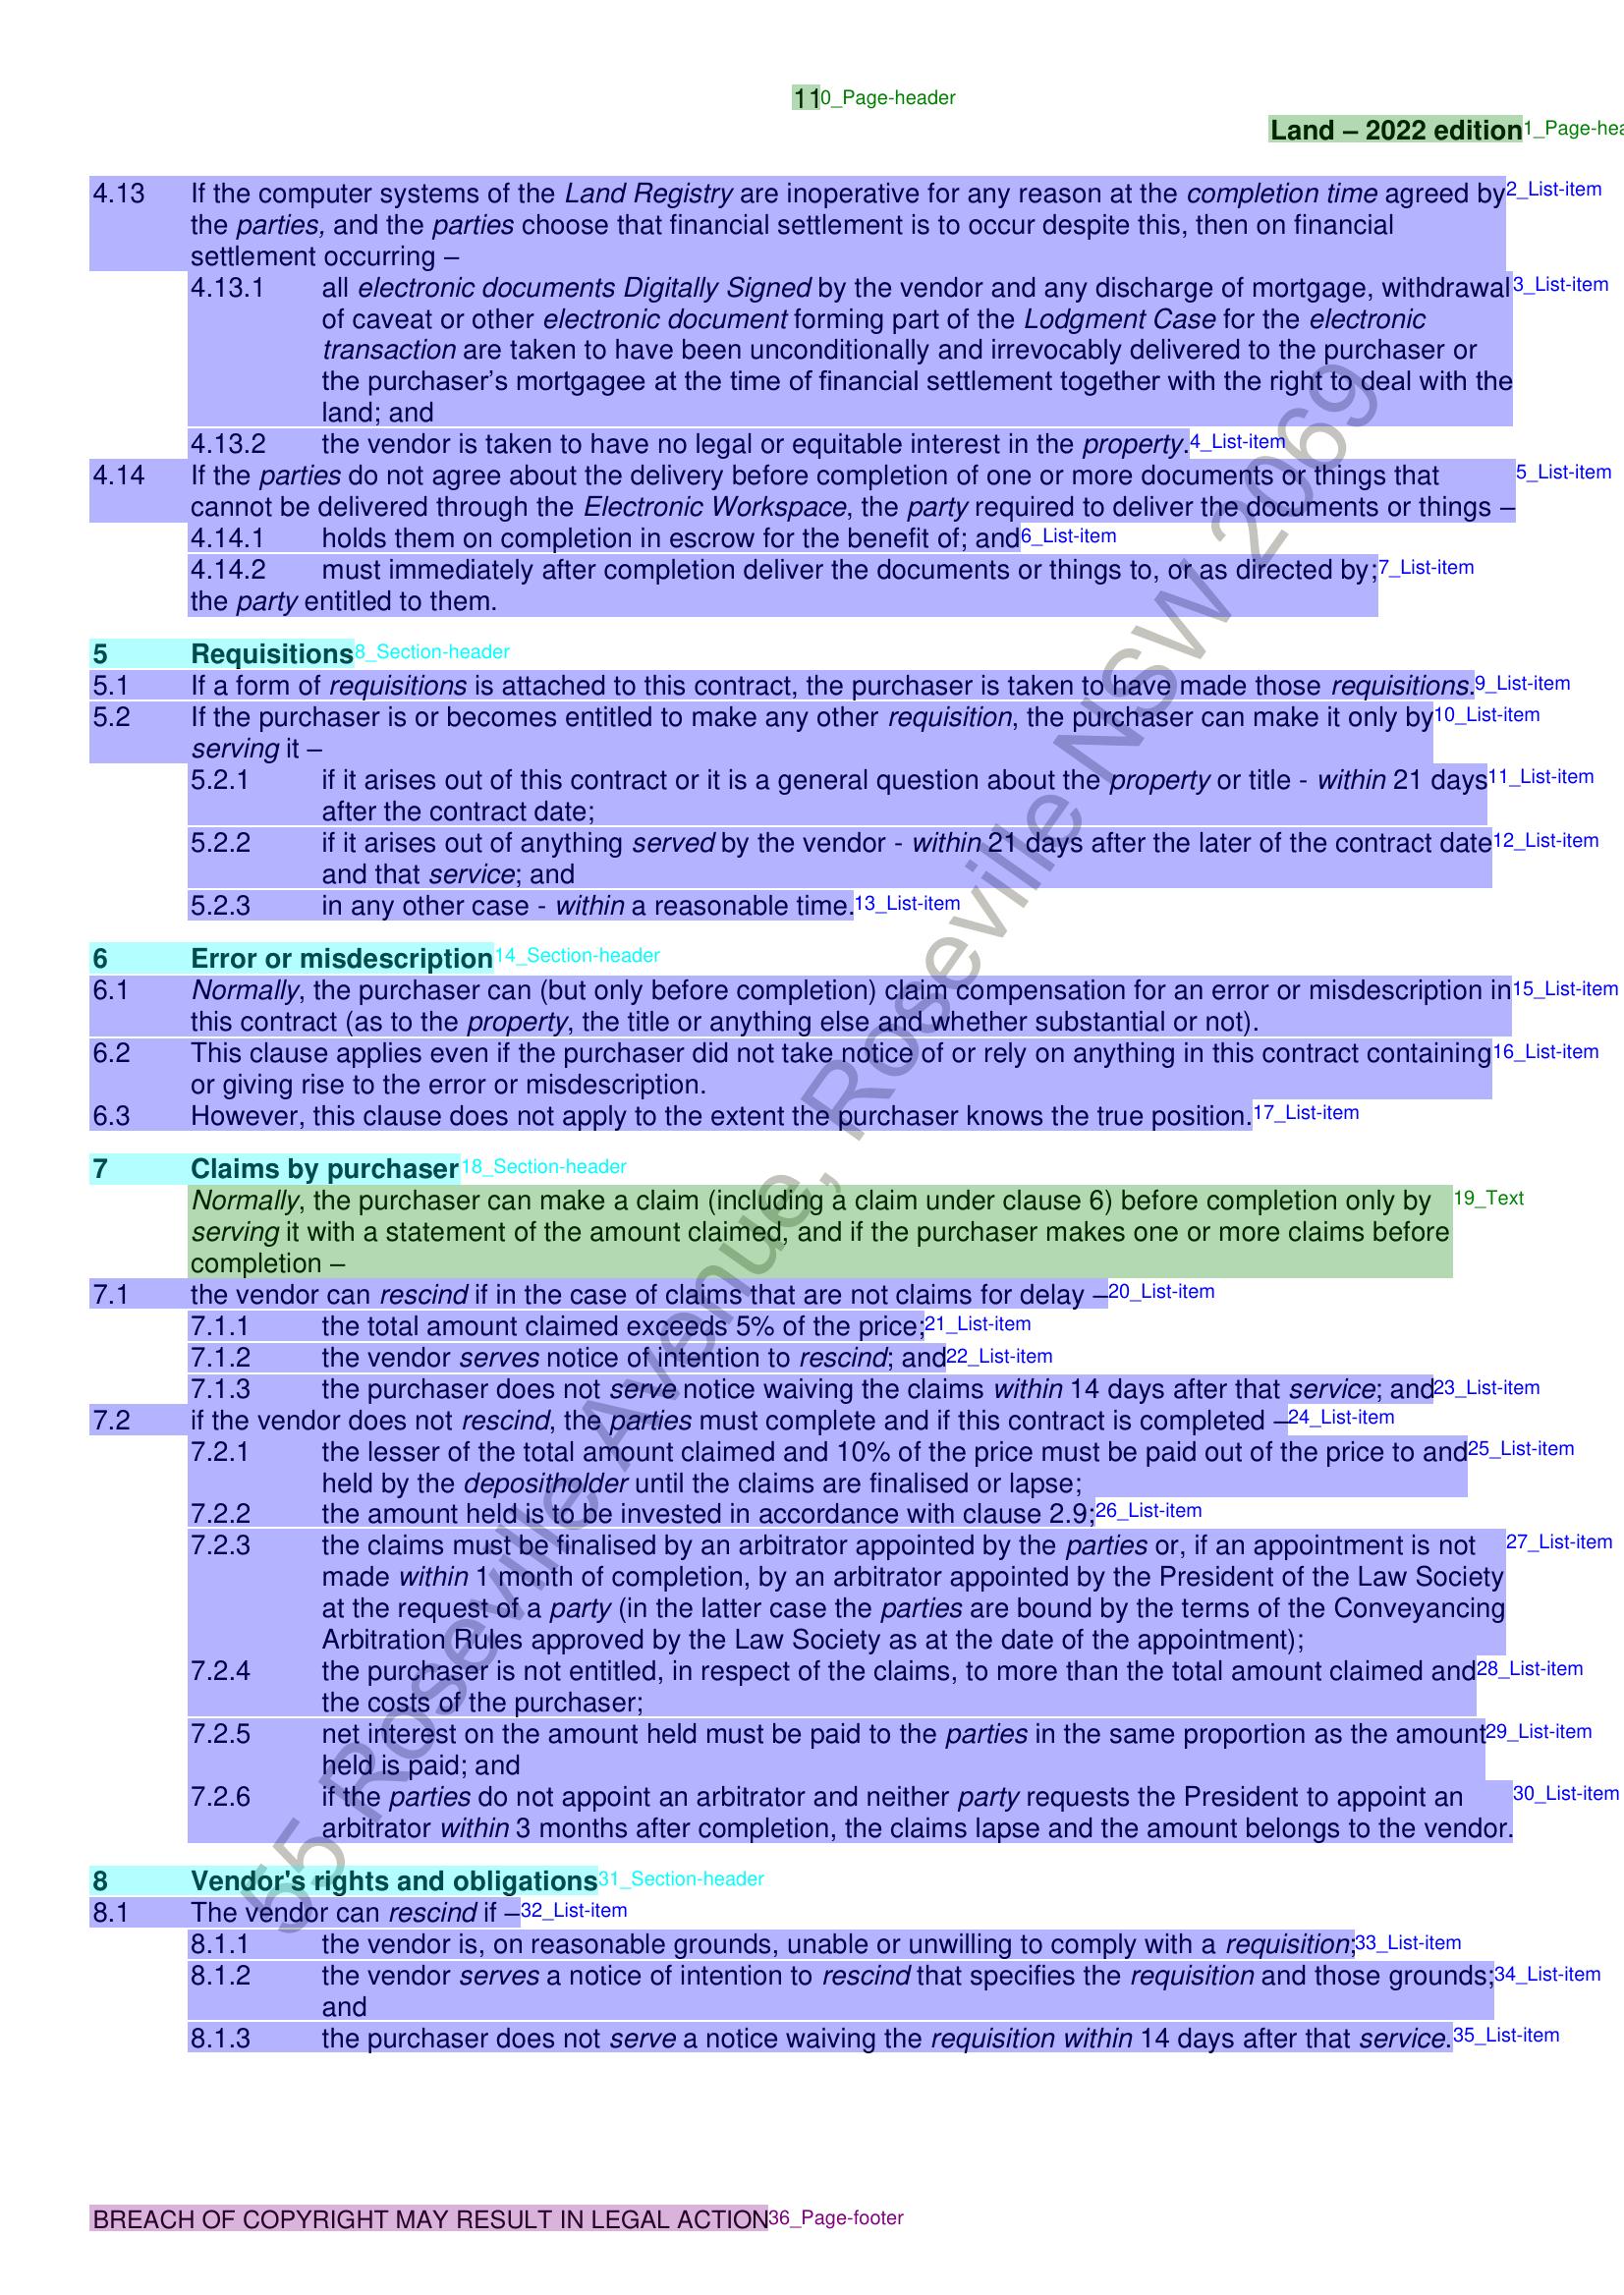 110_Page-header
Land – 2022 edition1_Page-hea
4.13 If the computer systems of the Land Registry are inoperative for any reason at the completion time agreed by2_List-item
the parties, and the parties choose that financial settlement is to occur despite this, then on financial
settlement occurring –
4.13.1 all electronic documents Digitally Signed by the vendor and any discharge of mortgage, withdrawal3_List-item
of caveat or other electronic document forming part of the Lodgment Case for the electronic
transaction are taken to have been unconditionally and irrevocably delivered to the purchaser or
the purchaser’s mortgagee at the time of financial settlement together with the right to deal with the
land; and
4.13.2 the vendor is taken to have no legal or equitable interest in the property.4_List-item
4.14 If the parties do not agree about the delivery before completion of one or more documents or things that 5_List-item
cannot be delivered through the Electronic Workspace, the party required to deliver the documents or things –
4.14.1 holds them on completion in escrow for the benefit of; and6_List-item
4.14.2 must immediately after completion deliver the documents or things to, or as directed by;7_List-item
the party entitled to them.
5 Requisitions8_Section-header
5.1 If a form of requisitions is attached to this contract, the purchaser is taken to have made those requisitions.9_List-item
5.2 If the purchaser is or becomes entitled to make any other requisition, the purchaser can make it only by10_List-item
serving it –
5.2.1 if it arises out of this contract or it is a general question about the property or title - within 21 days11_List-item
after the contract date;
5.2.2 if it arises out of anything served by the vendor - within 21 days after the later of the contract date12_List-item
and that service; and
5.2.3 in any other case - within a reasonable time.13_List-item
6 Error or misdescription14_Section-header
6.1 Normally, the purchaser can (but only before completion) claim compensation for an error or misdescription in15_List-item
this contract (as to the property, the title or anything else and whether substantial or not).
6.2 This clause applies even if the purchaser did not take notice of or rely on anything in this contract containing16_List-item
or giving rise to the error or misdescription.
6.3 However, this clause does not apply to the extent the purchaser knows the true position.17_List-item
7 Claims by purchaser18_Section-header
Normally, the purchaser can make a claim (including a claim under clause 6) before completion only by 19_Text
serving it with a statement of the amount claimed, and if the purchaser makes one or more claims before
completion –
7.1 the vendor can rescind if in the case of claims that are not claims for delay –20_List-item
7.1.1 the total amount claimed exceeds 5% of the price;21_List-item
7.1.2 the vendor serves notice of intention to rescind; and22_List-item
7.1.3 the purchaser does not serve notice waiving the claims within 14 days after that service; and23_List-item
7.2 if the vendor does not rescind, the parties must complete and if this contract is completed –24_List-item
7.2.1 the lesser of the total amount claimed and 10% of the price must be paid out of the price to and25_List-item
held by the depositholder until the claims are finalised or lapse;
7.2.2 the amount held is to be invested in accordance with clause 2.9;26_List-item
7.2.3 the claims must be finalised by an arbitrator appointed by the parties or, if an appointment is not 27_List-item
made within 1 month of completion, by an arbitrator appointed by the President of the Law Society
at the request of a party (in the latter case the parties are bound by the terms of the Conveyancing
Arbitration Rules approved by the Law Society as at the date of the appointment);
7.2.4 the purchaser is not entitled, in respect of the claims, to more than the total amount claimed and28_List-item
the costs of the purchaser;
7.2.5 net interest on the amount held must be paid to the parties in the same proportion as the amount29_List-item
held is paid; and
7.2.6 if the parties do not appoint an arbitrator and neither party requests the President to appoint an 30_List-item
arbitrator within 3 months after completion, the claims lapse and the amount belongs to the vendor.
8 Vendor's rights and obligations31_Section-header
8.1 The vendor can rescind if –32_List-item
8.1.1 the vendor is, on reasonable grounds, unable or unwilling to comply with a requisition;33_List-item
8.1.2 the vendor serves a notice of intention to rescind that specifies the requisition and those grounds;34_List-item
and
8.1.3 the purchaser does not serve a notice waiving the requisition within 14 days after that service.35_List-item
BREACH OF COPYRIGHT MAY RESULT IN LEGAL ACTION36_Page-footer
55 Roseville Avenue, Roseville NSW 2069